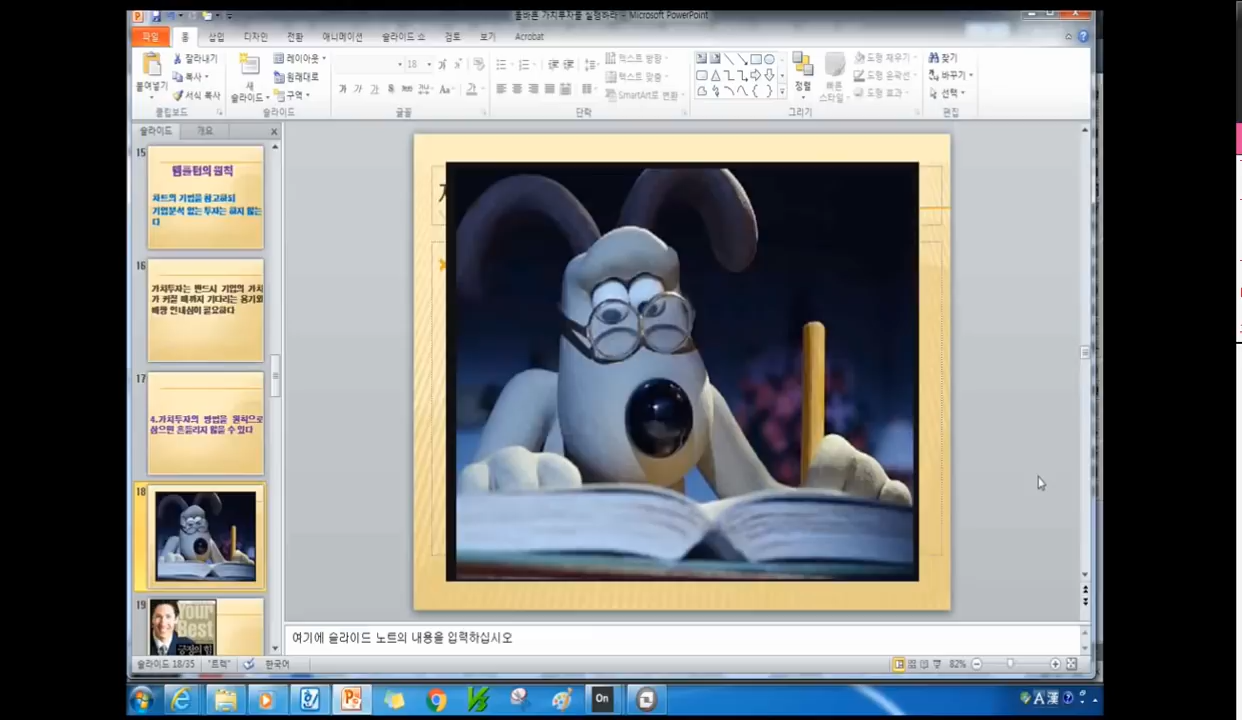 올바른 가치투자를 실행하라 - Microsoft PowerPoint
파일 홈 삽입 디자인 전환 애니메이션 슬라이드 쇼 검토 보기 Acrobat
붙여넣기
잘라내기
복사
서식 복사
클립보드
새 슬라이드
레이아웃
원래대로
구역
슬라이드
18
가 가 가 가
글꼴
텍스트 방향
텍스트 맞춤
SmartArt로 변환
단락
정렬
빠른 스타일
도형 채우기
도형 윤곽선
도형 효과
그리기
찾기
바꾸기
선택
편집
슬라이드 개요
15
템플턴의 원칙
차트의 기법을 참고하되
기업분석 없는 투자는 하지 않는
다
16
가치투자는 반드시 기업의 가치
가 커질 때까지 기다리는 용기와
배짱 인내심이 필요하다
17
4.가치투자의 방법을 원칙으로
삼으면 흔들리지 않을 수 있다
18
19
Your
Best
긍정의 힘
여기에 슬라이드 노트의 내용을 입력하십시오
슬라이드 18/35 "트랙" 한국어
82%
On
A 漢